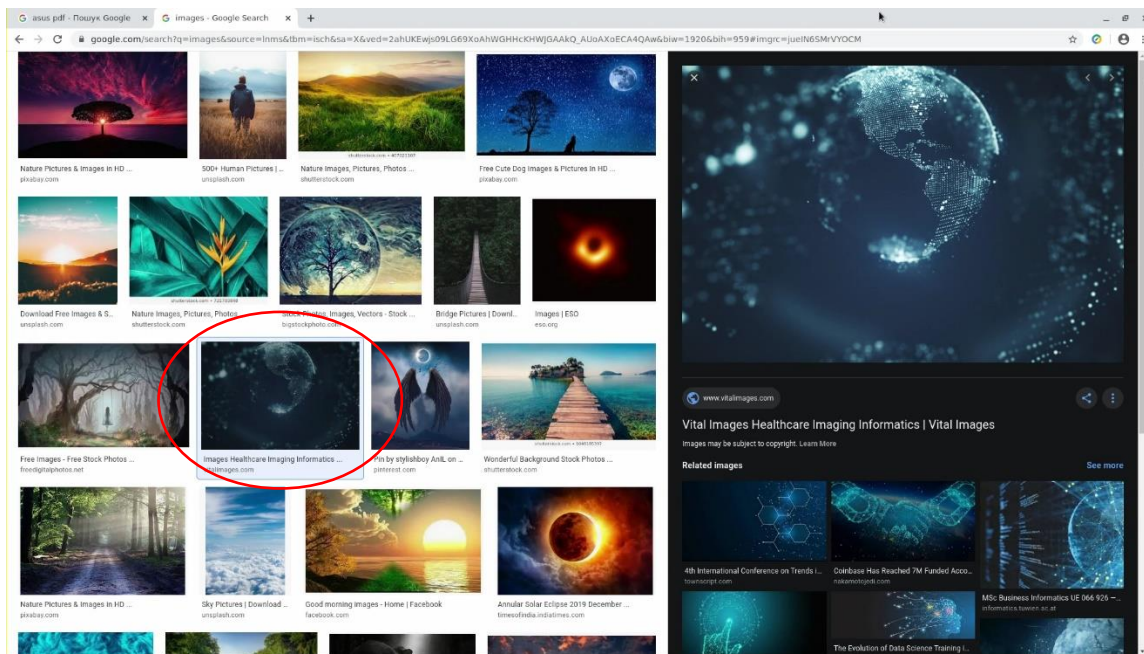 asus pdf - Пошук Google
images - Google Search
google.com/search?q=images&source=lnms&tbm=isch&sa=X&ved=2ahUKEwjs09LG69XoAhWGHHcKHWJGAAkQ_AUoAXoECA4QAw&biw=1920&bih=959#imgrc=jueIN6SMrVYOCM
Nature Pictures & Images in HD ...
pixabay.com
500+ Human Pictures | ...
unsplash.com
shutterstock.com •
Nature Images, Pictures, Photos ...
shutterstock.com
Free Cute Dog Images & Pictures in HD ...
pixabay.com
Download Free Images & S...
unsplash.com
shutterstock.com •
Nature Images, Pictures, Photos ...
shutterstock.com
Stock Photos, Images, Vectors - Stock ...
bigstockphoto.com
Bridge Pictures | Downl...
unsplash.com
Images | ESO
eso.org
Free Images - Free Stock Photos ...
freedigitalphotos.net
Images Healthcare Imaging Informatics ...
vitalimages.com
Pin by stylishboy AniL on ...
pinterest.com
shutterstock.com •
Wonderful Background Stock Photos ...
shutterstock.com
Nature Pictures & Images in HD ...
pixabay.com
Sky Pictures | Download ...
unsplash.com
Good morning images - Home | Facebook
facebook.com
Annular Solar Eclipse 2019 December ...
timesofindia.indiatimes.com
www.vitalimages.com
Vital Images Healthcare Imaging Informatics | Vital Images
Images may be subject to copyright. Learn More
Related images
See more
4th International Conference on Trends i...
townscript.com
Coinbase Has Reached 7M Funded Acco...
nakamotojedi.com
MSc Business Informatics UE 066 926 – ...
informatics.tuwien.ac.at
The Evolution of Data Science Training i...